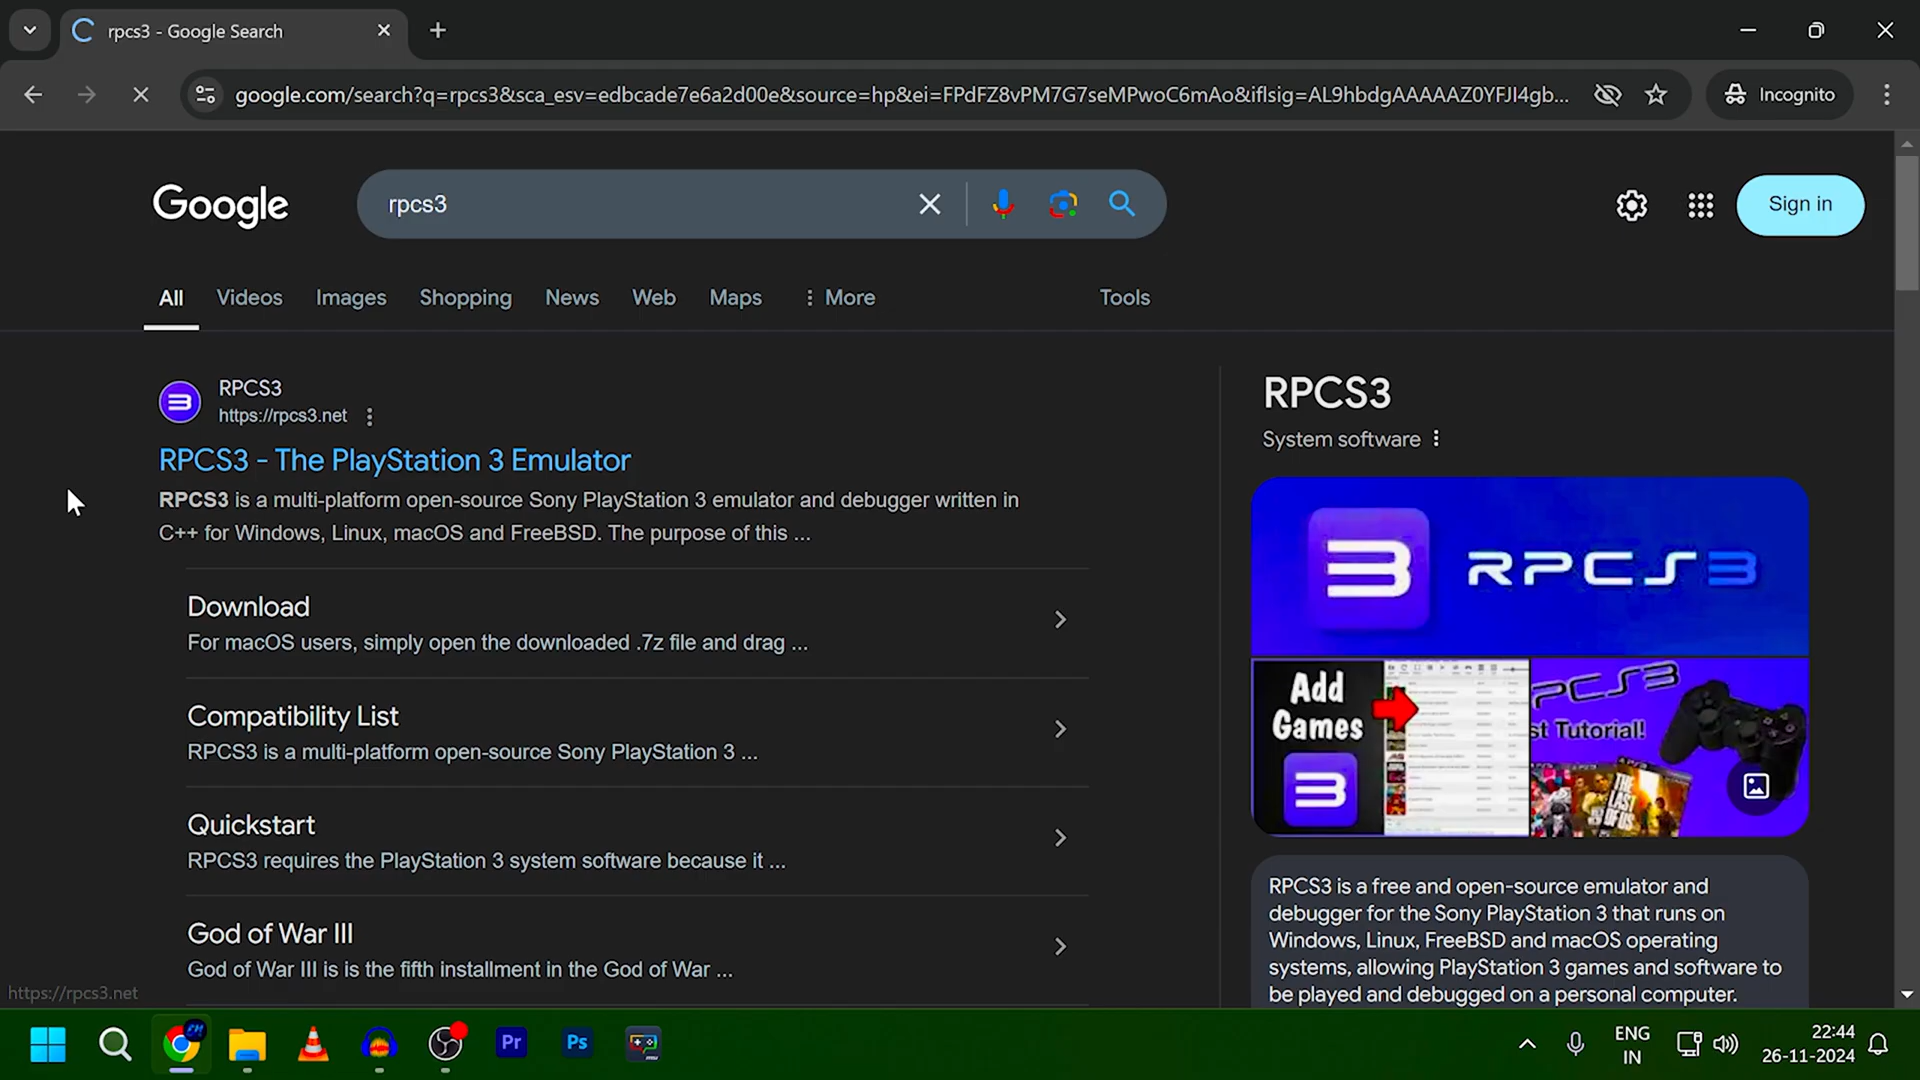 rpcs3 - Google Search
google.com/search?q=rpcs3&sca_esv=edbcade7e6a2d00e&source=hp&ei=FPdFZ8vPM7G7seMPwoC6mAo&iflsig=AL9hbdgAAAAAZ0YFJI4gb...
Incognito
Google
rpcs3
Sign in
All
Videos
Images
Shopping
News
Web
Maps
More
Tools
RPCS3
https://rpcs3.net
RPCS3 - The PlayStation 3 Emulator
RPCS3 is a multi-platform open-source Sony PlayStation 3 emulator and debugger written in
C++ for Windows, Linux, macOS and FreeBSD. The purpose of this ...
Download
For macOS users, simply open the downloaded .7z file and drag ...
Compatibility List
RPCS3 is a multi-platform open-source Sony PlayStation 3 ...
Quickstart
RPCS3 requires the PlayStation 3 system software because it ...
God of War III
God of War III is is the fifth installment in the God of War ...
https://rpcs3.net
RPCS3
System software
RPCS3
Add
Games
PCS3
st Tutorial!
THE
LAST
OF US
RPCS3 is a free and open-source emulator and
debugger for the Sony PlayStation 3 that runs on
Windows, Linux, FreeBSD and macOS operating
systems, allowing PlayStation 3 games and software to
be played and debugged on a personal computer.
Pr
Ps
ENG
IN
22:44
26-11-2024